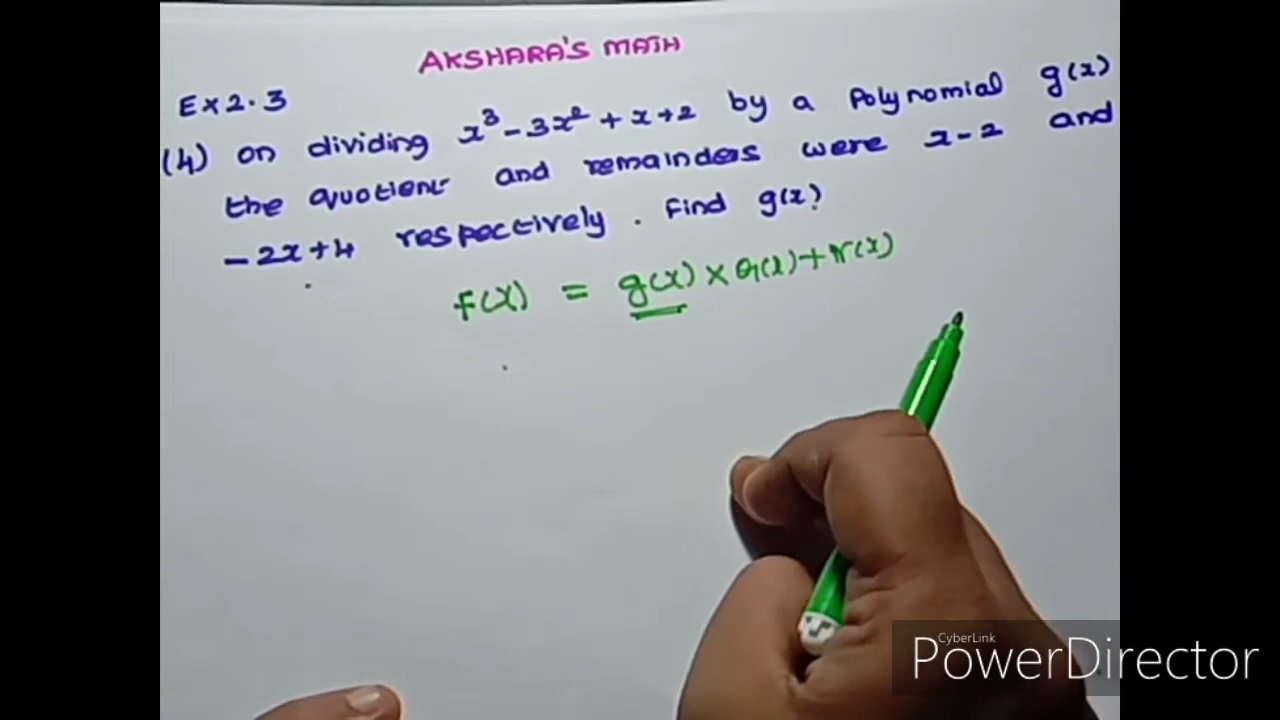 AKSHARA'S MATH
Ex 2.3
(4) on dividing x³-3x²+x+2 by a polynomial g(x)
the quotient and remainders were x-2 and
-2x+4 respectively. Find g(x)?
F(x) = g(x) × q(x) + r(x)
CyberLink
PowerDirector